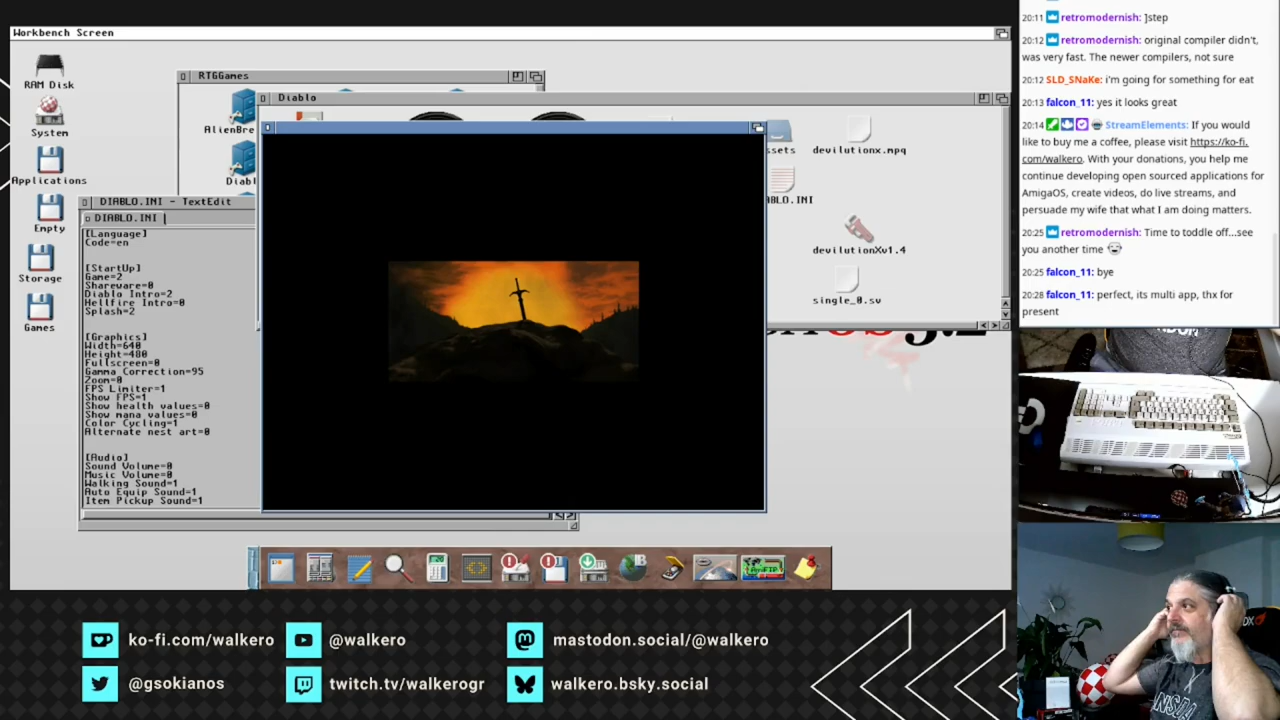 Workbench Screen
RAM Disk
System
Applications
Empty
Storage
Games
RTGGames
AlienBre
Diabl
Diablo
devilutionx.mpq
ssets
BLO.INI
devilutionXv1.4
single_0.sv
DIABLO.INI - TextEdit
DIABLO.INI
[Language]
Code=en
[StartUp]
Game=2
Shareware=0
Diablo Intro=2
Hellfire Intro=0
Splash=2
[Graphics]
Width=640
Height=480
Fullscreen=0
Gamma Correction=95
Zoom=0
FPS Limiter=1
Show FPS=1
Show health values=0
Show mana values=0
Color Cycling=1
Alternate nest art=0
[Audio]
Sound Volume=0
Music Volume=0
Walking Sound=1
Auto Equip Sound=1
Item Pickup Sound=1
20:11 retromodernish: ]step
20:12 retromodernish: original compiler didn't,
was very fast. The newer compilers, not sure
20:12 SLD_SNaKe: i'm going for something for eat
20:13 falcon_11: yes it looks great
20:14 StreamElements: If you would
like to buy me a coffee, please visit https://ko-fi.
com/walkero. With your donations, you help me
continue developing open sourced applications for
AmigaOS, create videos, do live streams, and
persuade my wife that what I am doing matters.
20:25 retromodernish: Time to toddle off...see
you another time
20:25 falcon_11: bye
20:28 falcon_11: perfect, its multi app, thx for
present
ko-fi.com/walkero
@walkero
mastodon.social/@walkero
@gsokianos
twitch.tv/walkerogr
walkero.bsky.social